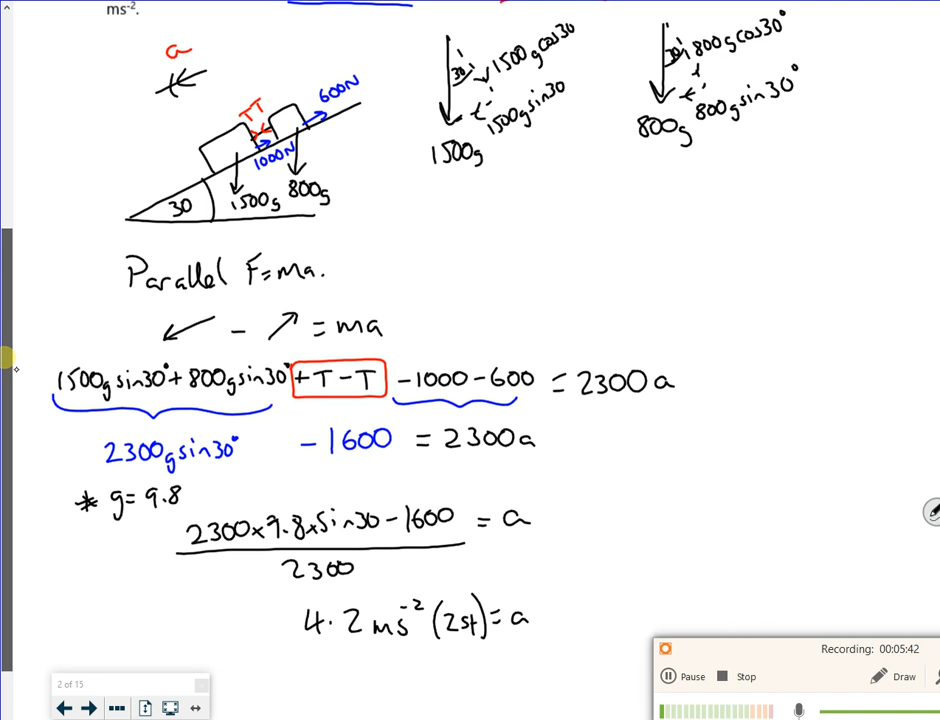 ms⁻².
a
TT
600N
1000N
30
1500g
800g
30
1500gcos30
1500gsin30
1500g
30
800gcos30°
800gsin30°
800g
Parallel F=ma.
↙ - ↗ = ma
1500gsin30°+800gsin30° +T-T -1000-600 = 2300a
2300gsin30° -1600 = 2300a
* g=9.8
2300×9.8×sin30-1600 = a
2300
4.2ms⁻² (2sf)=a
Recording: 00:05:42
Pause Stop Draw
2 of 15